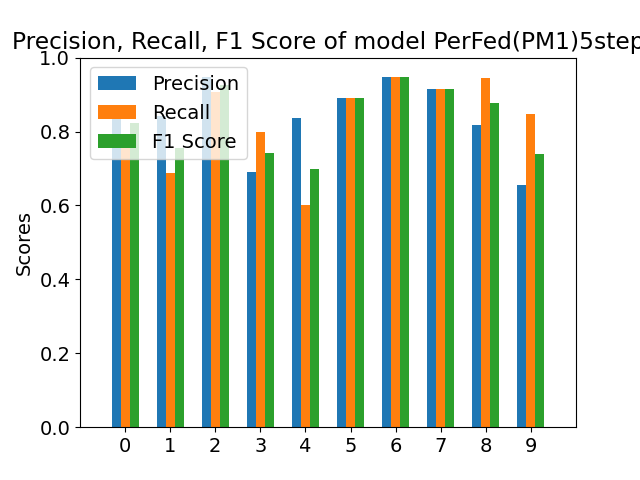 Precision, Recall, F1 Score of model PerFed(PM1)5step
1.0
0.8
0.6
0.4
0.2
0.0
Scores
Precision
Recall
F1 Score
0 1 2 3 4 5 6 7 8 9